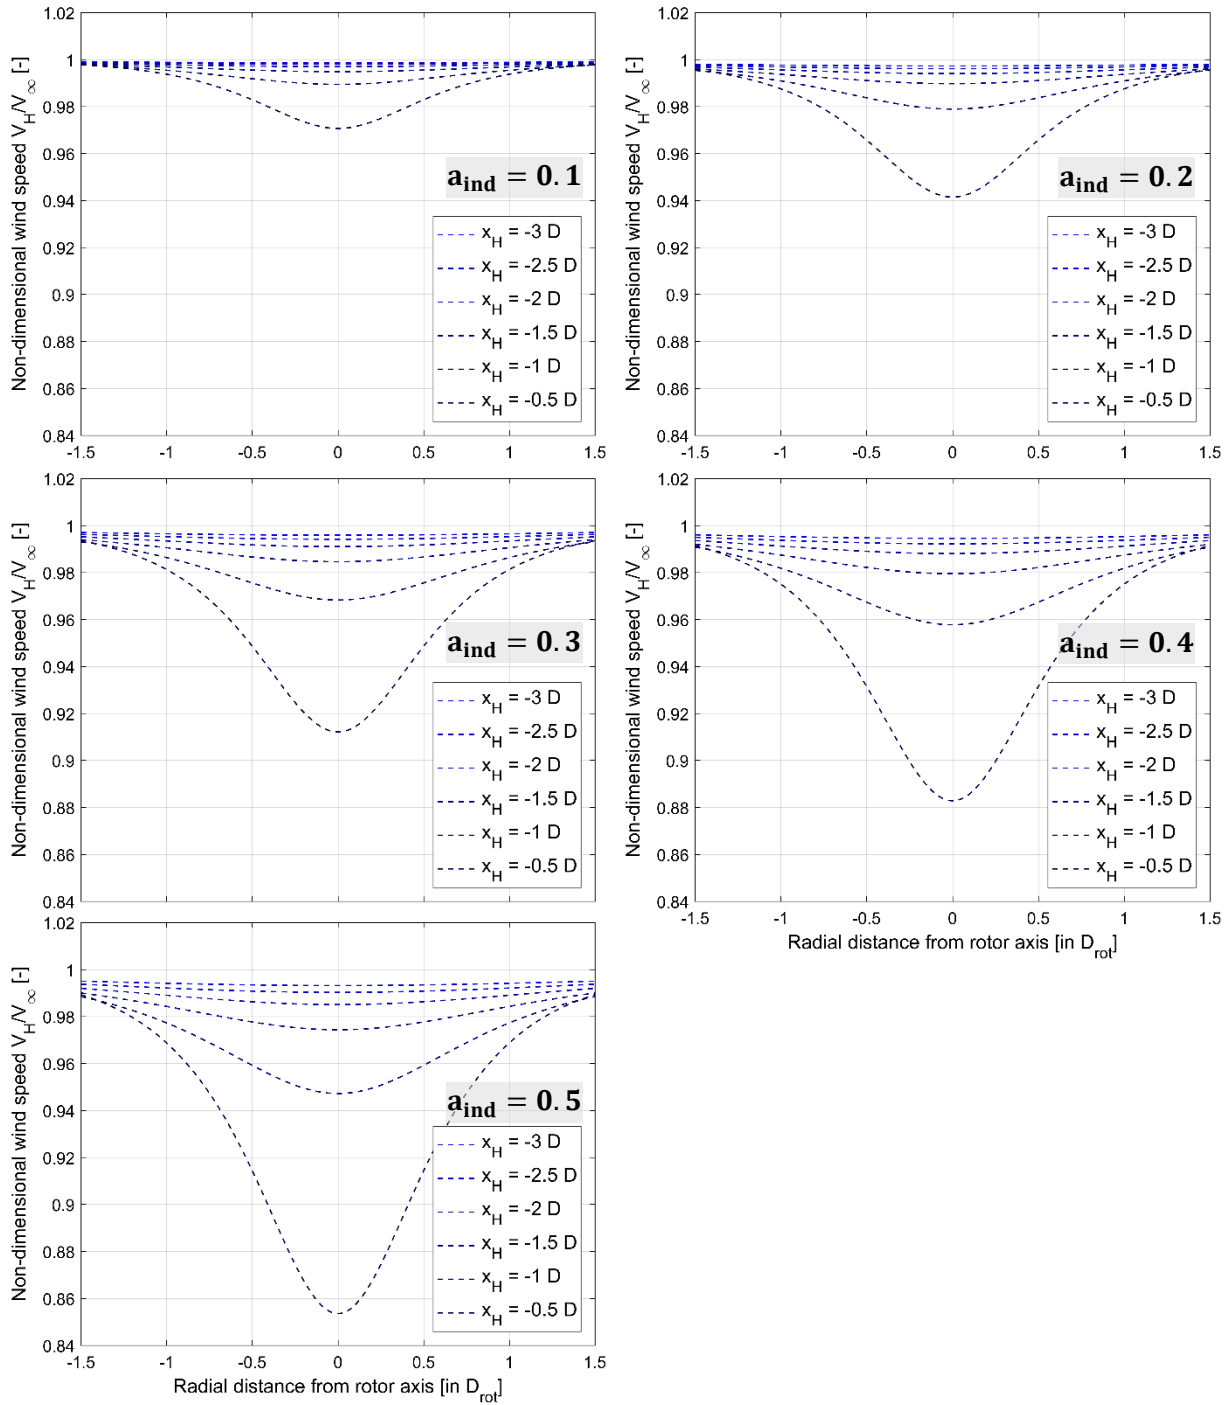 Non-dimensional wind speed V_H/V_∞ [-]
1.02
1
0.98
0.96
0.94
0.92
0.9
0.88
0.86
0.84
-1.5 -1 -0.5 0 0.5 1 1.5
a_ind = 0.1
x_H = -3 D
x_H = -2.5 D
x_H = -2 D
x_H = -1.5 D
x_H = -1 D
x_H = -0.5 D
Non-dimensional wind speed V_H/V_∞ [-]
1.02
1
0.98
0.96
0.94
0.92
0.9
0.88
0.86
0.84
-1.5 -1 -0.5 0 0.5 1 1.5
a_ind = 0.2
x_H = -3 D
x_H = -2.5 D
x_H = -2 D
x_H = -1.5 D
x_H = -1 D
x_H = -0.5 D
Non-dimensional wind speed V_H/V_∞ [-]
1.02
1
0.98
0.96
0.94
0.92
0.9
0.88
0.86
0.84
a_ind = 0.3
x_H = -3 D
x_H = -2.5 D
x_H = -2 D
x_H = -1.5 D
x_H = -1 D
x_H = -0.5 D
Non-dimensional wind speed V_H/V_∞ [-]
1.02
1
0.98
0.96
0.94
0.92
0.9
0.88
0.86
0.84
-1.5 -1 -0.5 0 0.5 1 1.5
Radial distance from rotor axis [in D_rot]
a_ind = 0.4
x_H = -3 D
x_H = -2.5 D
x_H = -2 D
x_H = -1.5 D
x_H = -1 D
x_H = -0.5 D
Non-dimensional wind speed V_H/V_∞ [-]
1.02
1
0.98
0.96
0.94
0.92
0.9
0.88
0.86
0.84
-1.5 -1 -0.5 0 0.5 1 1.5
Radial distance from rotor axis [in D_rot]
a_ind = 0.5
x_H = -3 D
x_H = -2.5 D
x_H = -2 D
x_H = -1.5 D
x_H = -1 D
x_H = -0.5 D